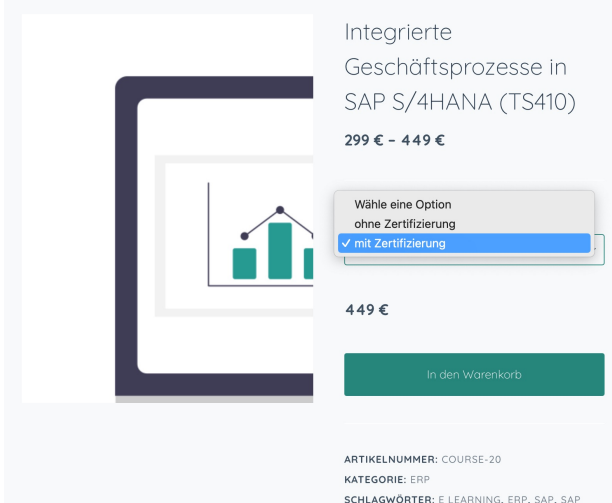 Integrierte
Geschäftsprozesse in
SAP S/4HANA (TS410)
299 € – 449 €
Wähle eine Option
ohne Zertifizierung
✓ mit Zertifizierung
449 €
In den Warenkorb
ARTIKELNUMMER: COURSE-20
KATEGORIE: ERP
SCHLAGWÖRTER: E LEARNING, ERP, SAP, SAP